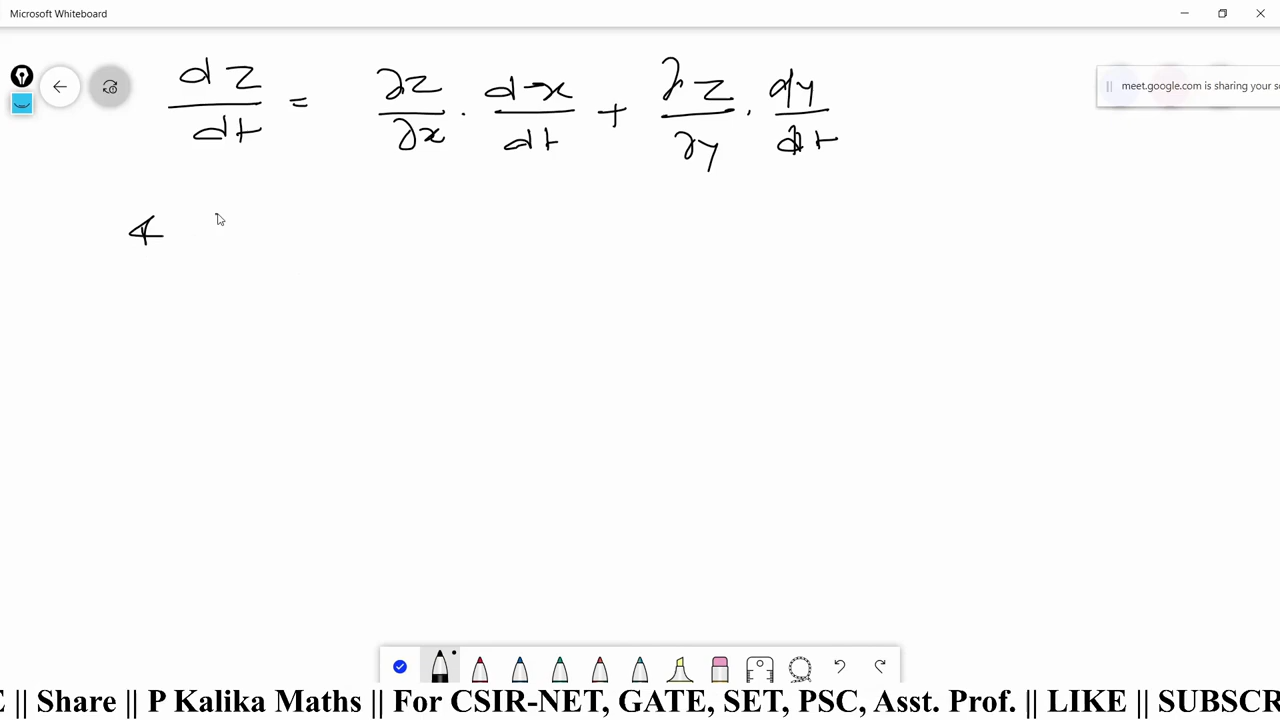 Microsoft Whiteboard
meet.google.com is sharing your s
dz/dt = ∂z/∂x · dx/dt + ∂z/∂y · dy/dt
E || Share || P Kalika Maths || For CSIR-NET, GATE, SET, PSC, Asst. Prof. || LIKE || SUBSCR